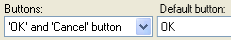 Buttons: Default button:
'OK' and 'Cancel' button OK